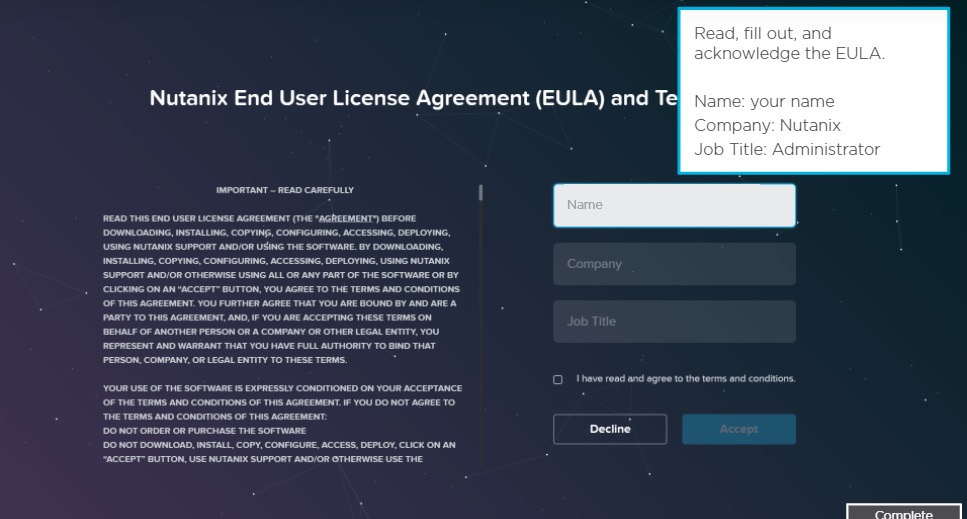 Read, fill out, and
acknowledge the EULA.
Name: your name
Company: Nutanix
Job Title: Administrator
Nutanix End User License Agreement (EULA) and Te
IMPORTANT – READ CAREFULLY
READ THIS END USER LICENSE AGREEMENT (THE "AGREEMENT") BEFORE
DOWNLOADING, INSTALLING, COPYING, CONFIGURING, ACCESSING, DEPLOYING,
USING NUTANIX SUPPORT AND/OR USING THE SOFTWARE. BY DOWNLOADING,
INSTALLING, COPYING, CONFIGURING, ACCESSING, DEPLOYING, USING NUTANIX
SUPPORT AND/OR OTHERWISE USING ALL OR ANY PART OF THE SOFTWARE OR BY
CLICKING ON AN "ACCEPT" BUTTON, YOU AGREE TO THE TERMS AND CONDITIONS
OF THIS AGREEMENT. YOU FURTHER AGREE THAT YOU ARE BOUND BY AND ARE A
PARTY TO THIS AGREEMENT, AND, IF YOU ARE ACCEPTING THESE TERMS ON
BEHALF OF ANOTHER PERSON OR A COMPANY OR OTHER LEGAL ENTITY, YOU
REPRESENT AND WARRANT THAT YOU HAVE FULL AUTHORITY TO BIND THAT
PERSON, COMPANY, OR LEGAL ENTITY TO THESE TERMS.
YOUR USE OF THE SOFTWARE IS EXPRESSLY CONDITIONED ON YOUR ACCEPTANCE
OF THE TERMS AND CONDITIONS OF THIS AGREEMENT. IF YOU DO NOT AGREE TO
THE TERMS AND CONDITIONS OF THIS AGREEMENT:
DO NOT ORDER OR PURCHASE THE SOFTWARE
DO NOT DOWNLOAD, INSTALL, COPY, CONFIGURE, ACCESS, DEPLOY, CLICK ON AN
"ACCEPT" BUTTON, USE NUTANIX SUPPORT AND/OR OTHERWISE USE THE
Name
Company
Job Title
I have read and agree to the terms and conditions.
Decline
Accept
Complete